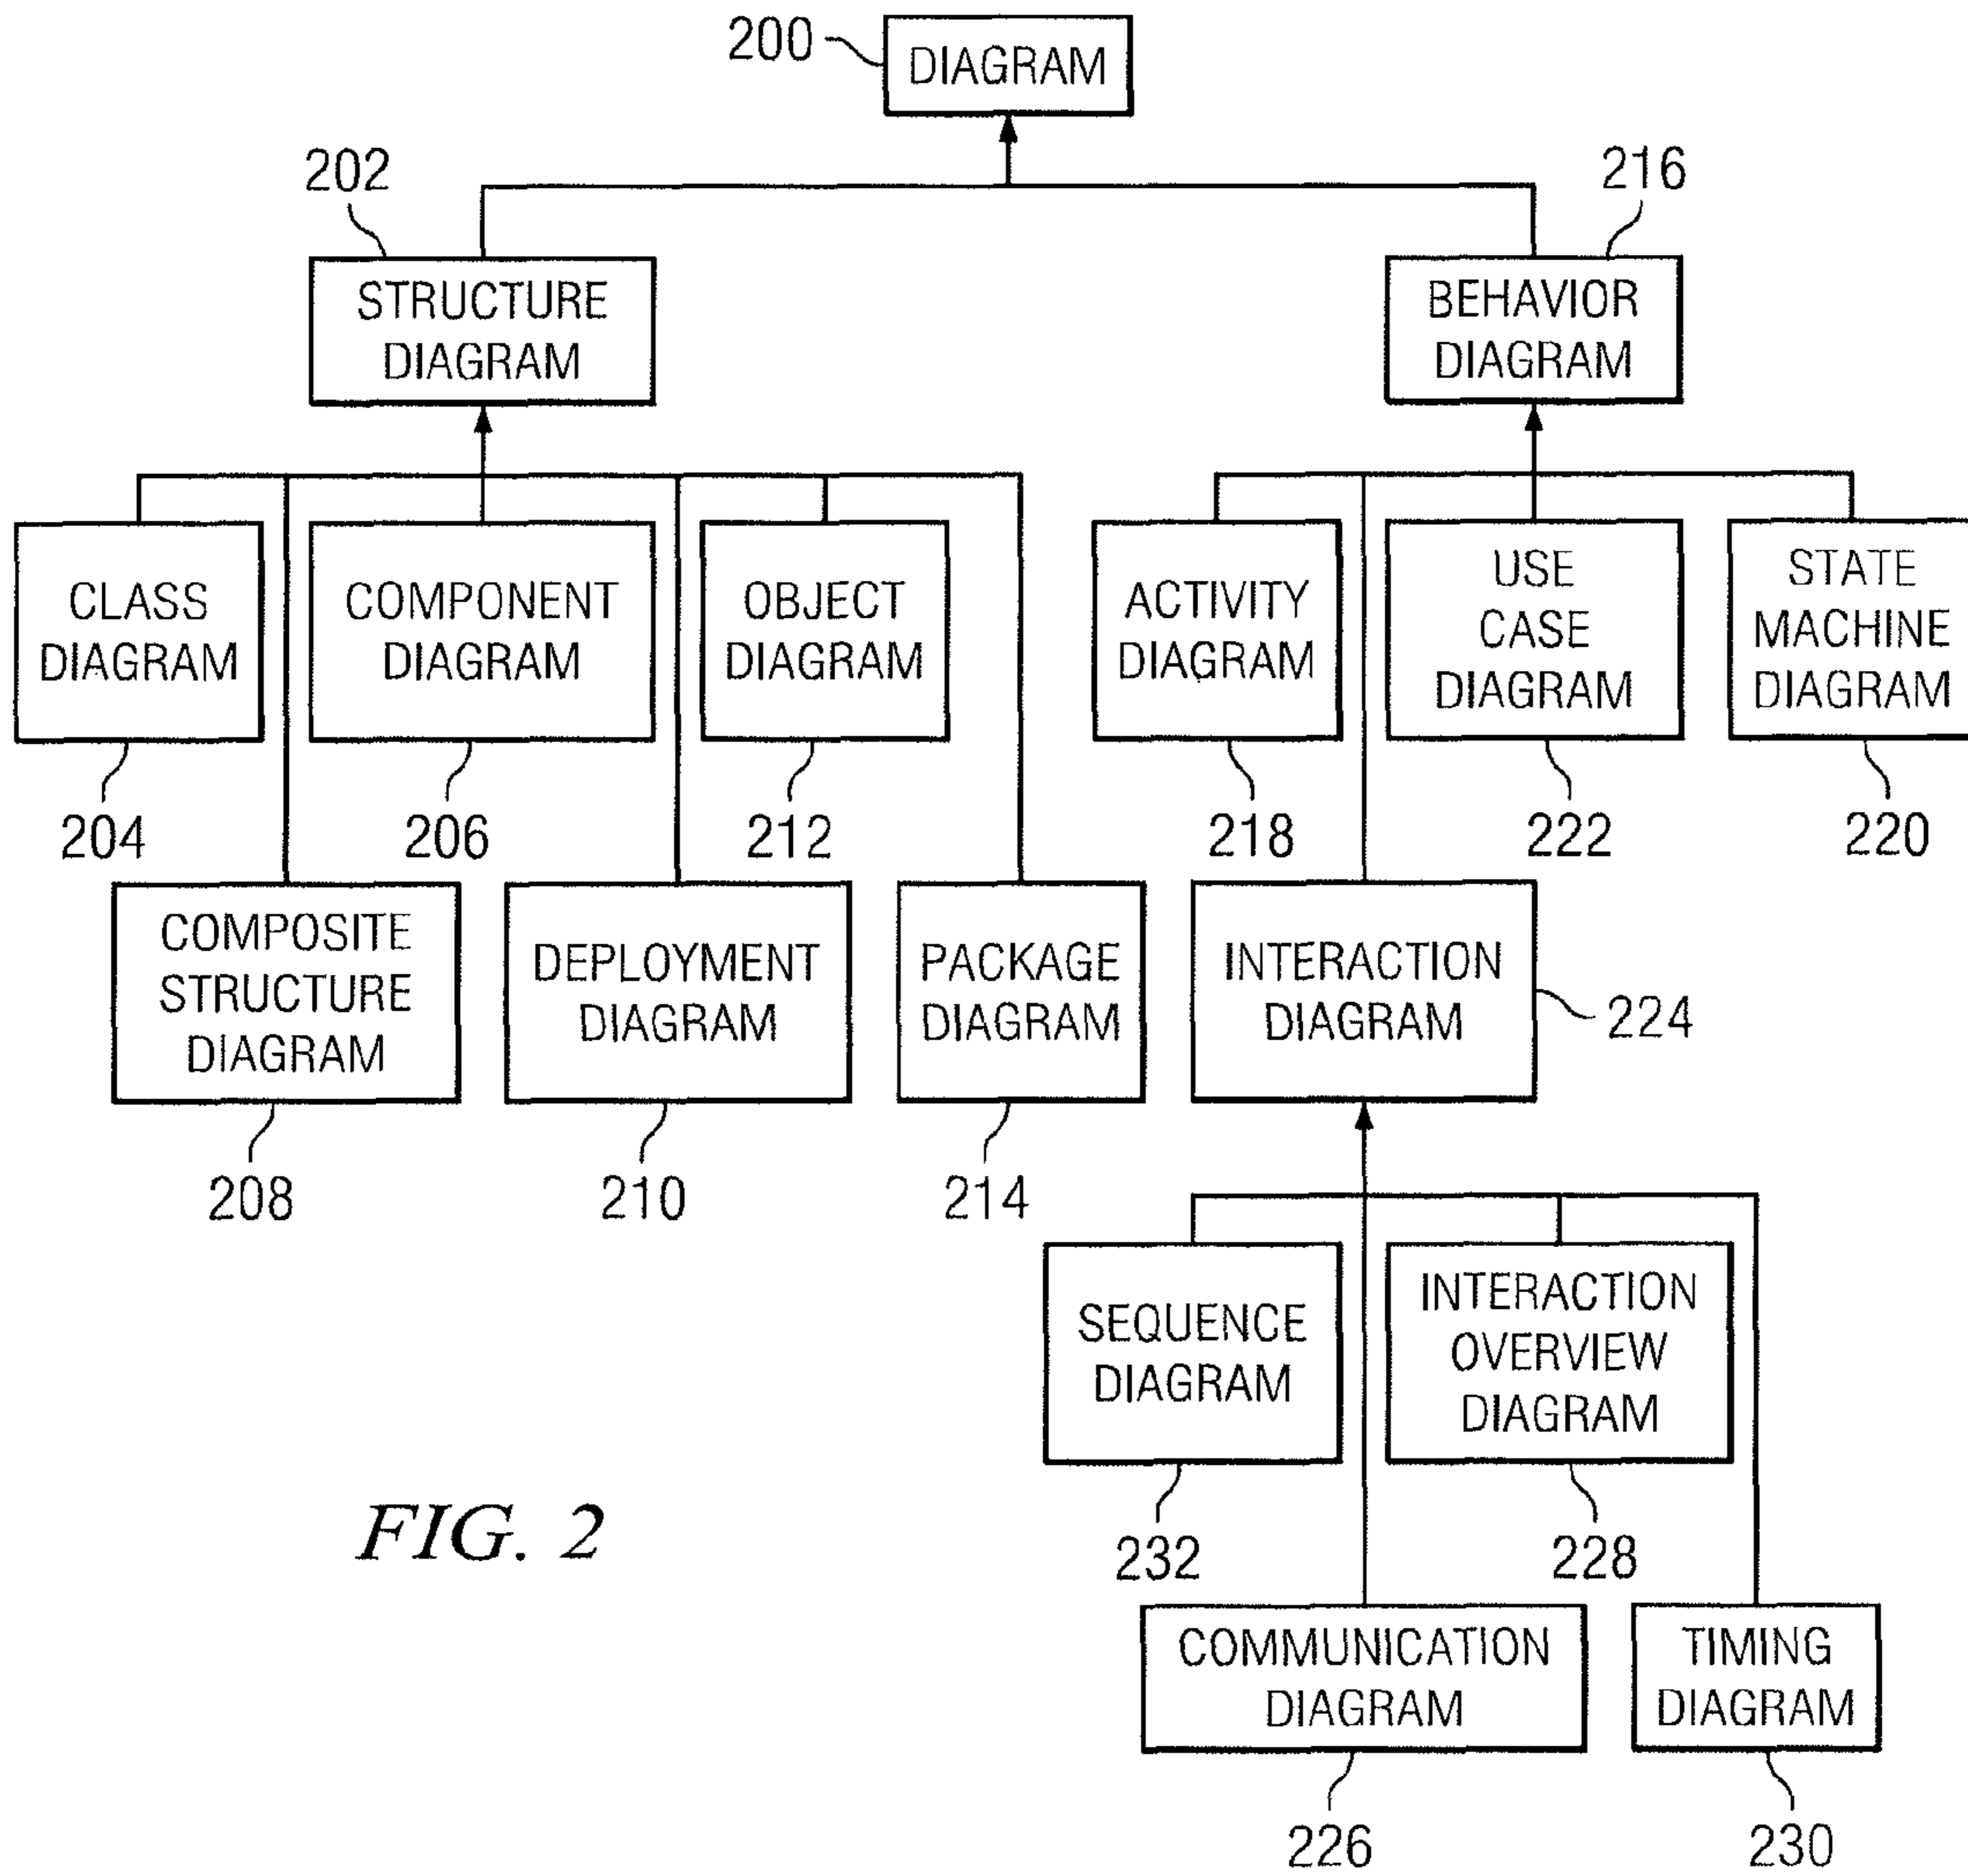 200
DIAGRAM
202
216
STRUCTURE
DIAGRAM
BEHAVIOR
DIAGRAM
CLASS
DIAGRAM
COMPONENT
DIAGRAM
OBJECT
DIAGRAM
ACTIVITY
DIAGRAM
USE
CASE
DIAGRAM
STATE
MACHINE
DIAGRAM
204
206
212
218
222
220
COMPOSITE
STRUCTURE
DIAGRAM
DEPLOYMENT
DIAGRAM
PACKAGE
DIAGRAM
INTERACTION
DIAGRAM
224
208
210
214
SEQUENCE
DIAGRAM
INTERACTION
OVERVIEW
DIAGRAM
232
228
FIG. 2
COMMUNICATION
DIAGRAM
TIMING
DIAGRAM
226
230